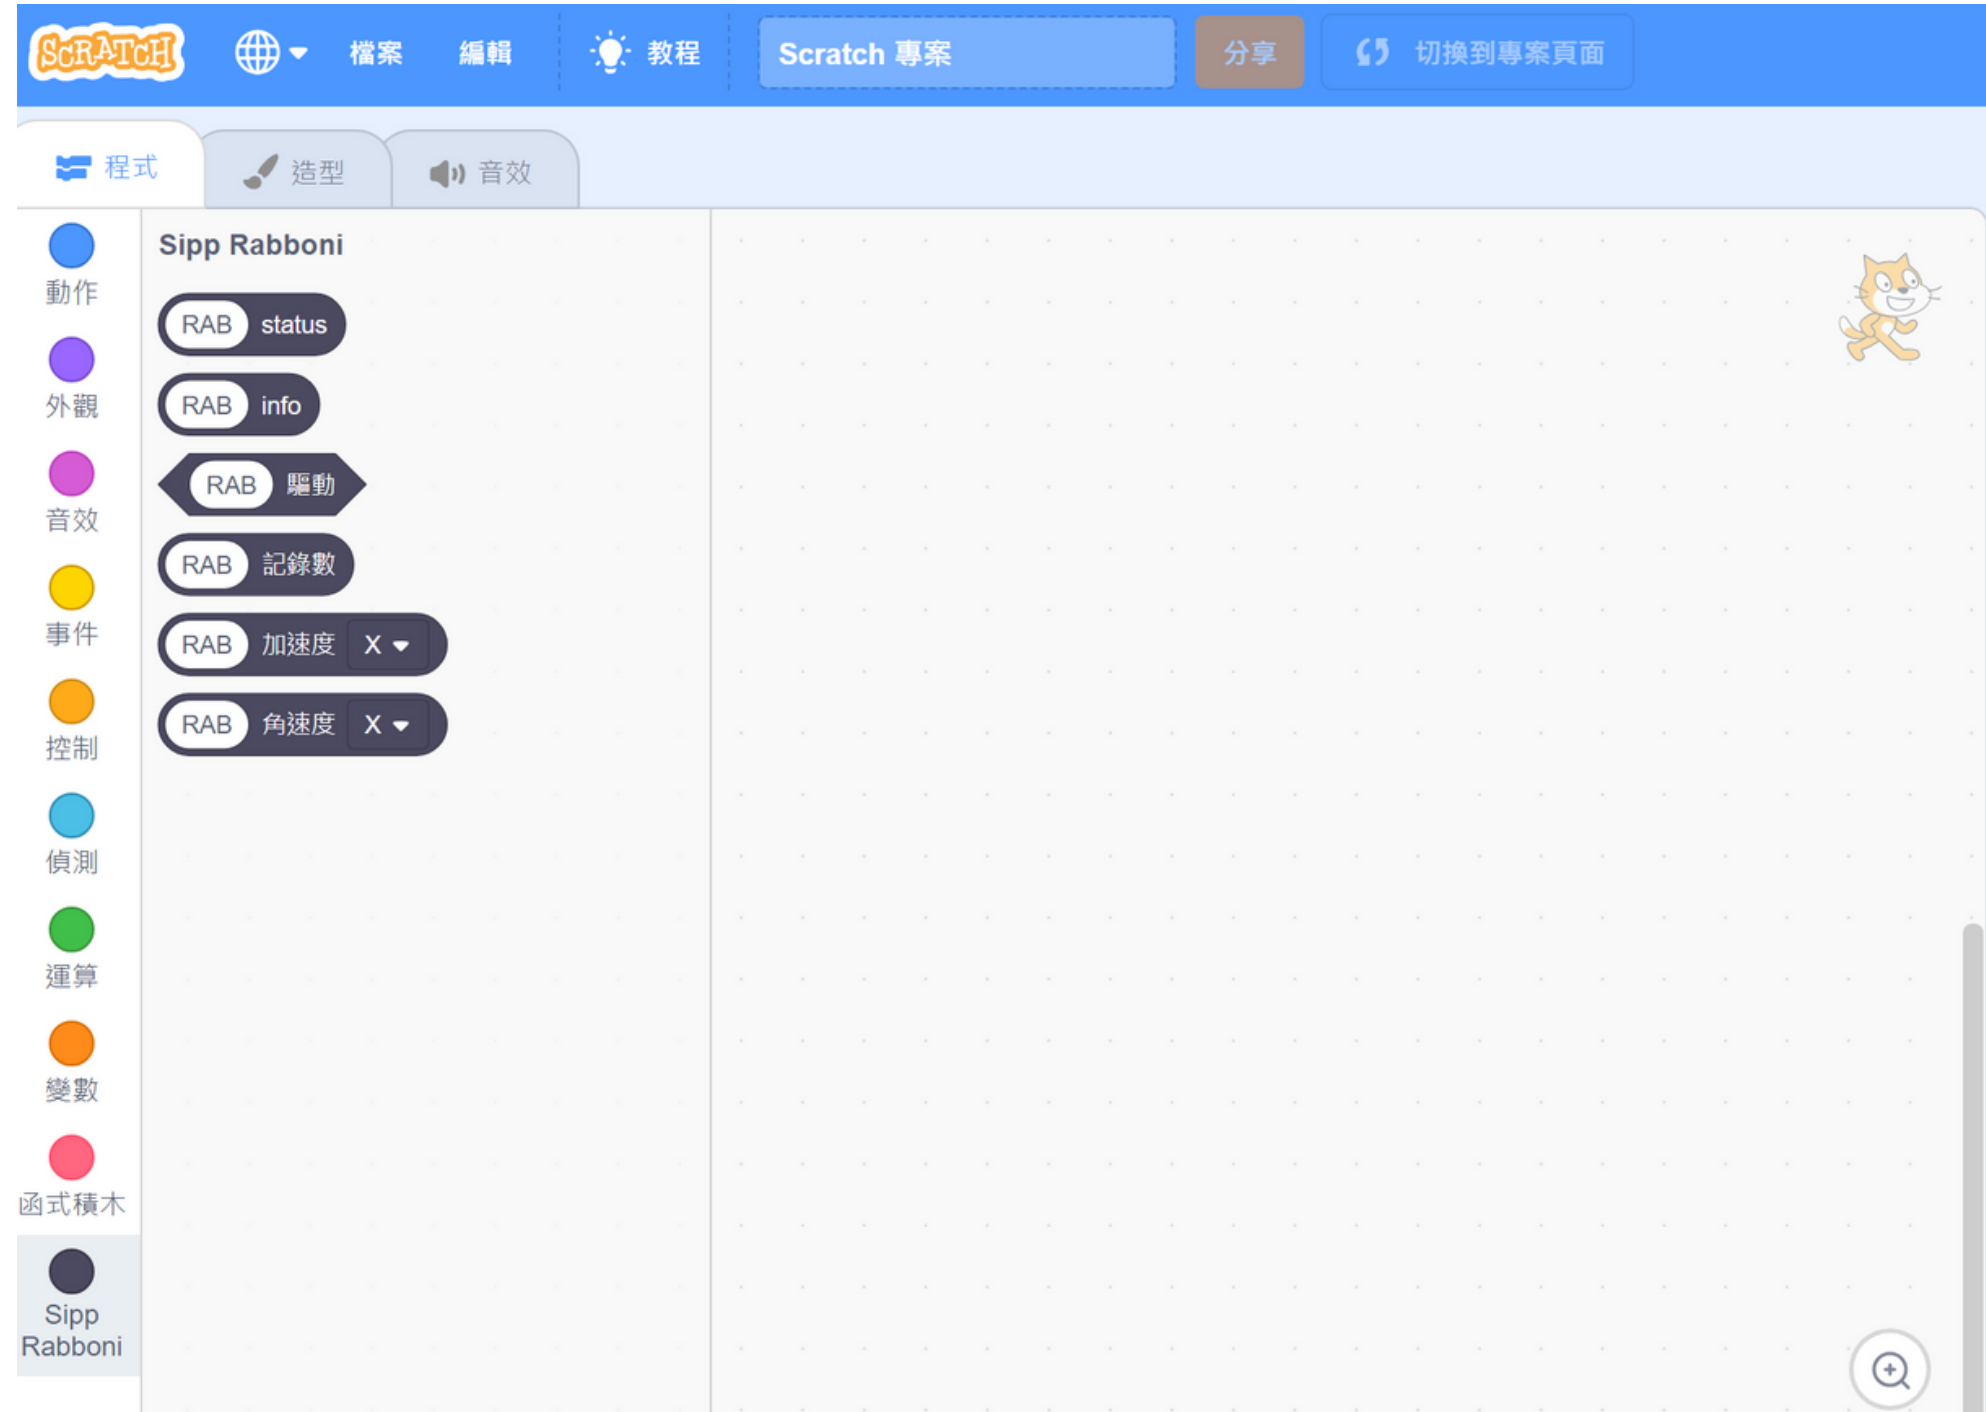 SCRATCH 檔案 編輯 教程 Scratch 專案 分享 切換到專案頁面
程式 造型 音效
動作
外觀
音效
事件
控制
偵測
運算
變數
函式積木
Sipp
Rabboni
Sipp Rabboni
RAB status
RAB info
RAB 驅動
RAB 記錄數
RAB 加速度 X
RAB 角速度 X